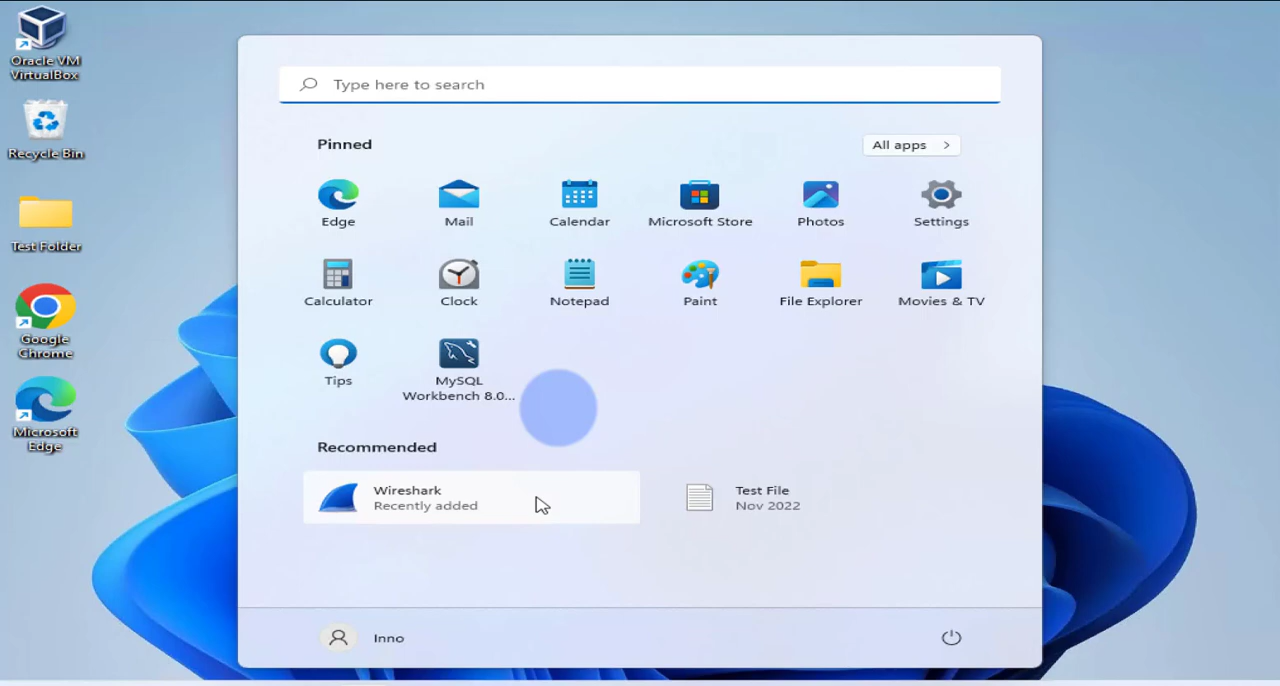 Oracle VM
VirtualBox
Recycle Bin
Test Folder
Google
Chrome
Microsoft
Edge
Type here to search
Pinned
All apps
Edge
Mail
Calendar
Microsoft Store
Photos
Settings
Calculator
Clock
Notepad
Paint
File Explorer
Movies & TV
Tips
MySQL
Workbench 8.0...
Recommended
Wireshark
Recently added
Test File
Nov 2022
Inno